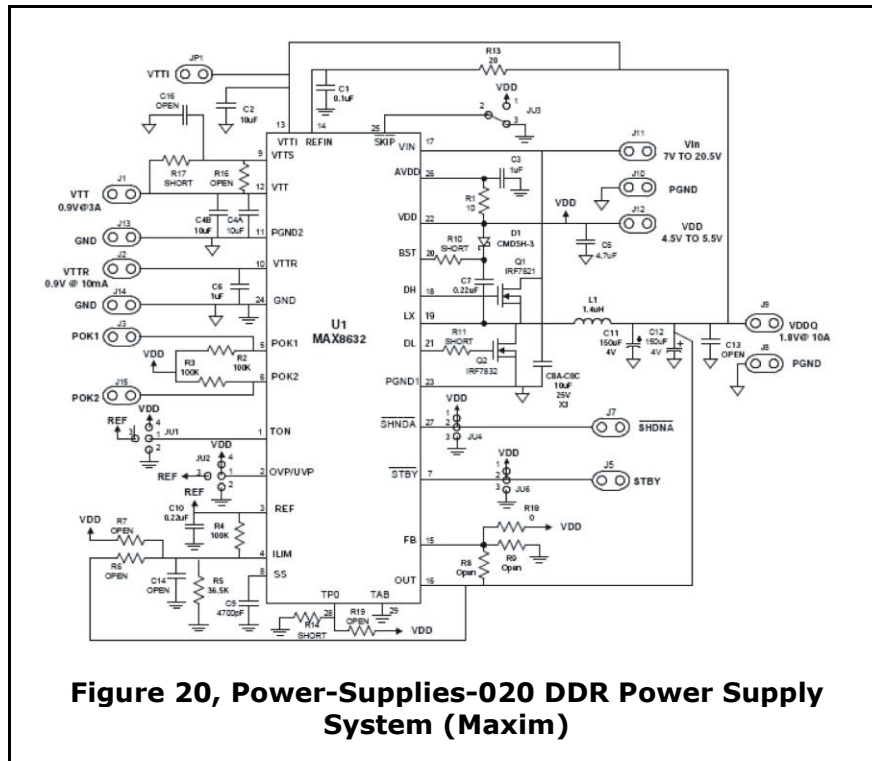 JP1
VTTI
R13
20
C1
0.1uF
VDD
1
2
JU3
3
C16
OPEN
C2
10uF
13
14
25
VTTI
REFIN
SKIP
VIN
17
J11
Vin
7V TO 20.5V
9
VTTS
R17
SHORT
R16
OPEN
AVDD
26
C3
1uF
J10
PGND
J1
VTT
0.9V@3A
12
VTT
R1
10
VDD
J12
VDD
4.5V TO 5.5V
VDD
22
C4B
10uF
C4A
10uF
D1
CMDSH-3
C5
4.7uF
J13
GND
11
PGND2
BST
20
R10
SHORT
Q1
IRF7821
J2
VTTR
0.9V @ 10mA
10
VTTR
C7
0.22uF
DH
18
C6
1uF
L1
1.4uH
J14
GND
24
GND
LX
19
J9
VDDQ
1.8V@ 10A
U1
MAX8632
R11
SHORT
C11
150uF
4V
C12
150uF
4V
C13
OPEN
J3
POK1
5
POK1
DL
21
Q2
IRF7832
J8
PGND
VDD
R3
100K
R2
100K
6
POK2
C8A-C8C
10uF
25V
X3
J15
POK2
PGND1
23
VDD
REF
3
4
1
2
JU1
1
TON
SHNDA
27
VDD
1
2
3
JU4
J7
SHDNA
VDD
JU2
4
REF
3
1
2
2
OVP/UVP
STBY
7
VDD
1
2
3
JU5
J5
STBY
REF
C10
0.22uF
3
REF
R4
100K
R18
0
VDD
VDD
R7
OPEN
FB
15
R6
OPEN
4
ILIM
R8
Open
R9
Open
C14
OPEN
R5
36.5K
8
SS
OUT
16
C9
4700pF
TP0
TAB
28
29
R14
SHORT
R19
OPEN
VDD
Figure 20, Power-Supplies-020 DDR Power Supply
System (Maxim)